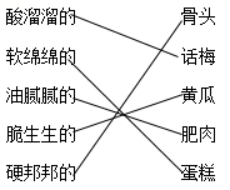 酸溜溜的 骨头
软绵绵的 话梅
油腻腻的 黄瓜
脆生生的 肥肉
硬邦邦的 蛋糕